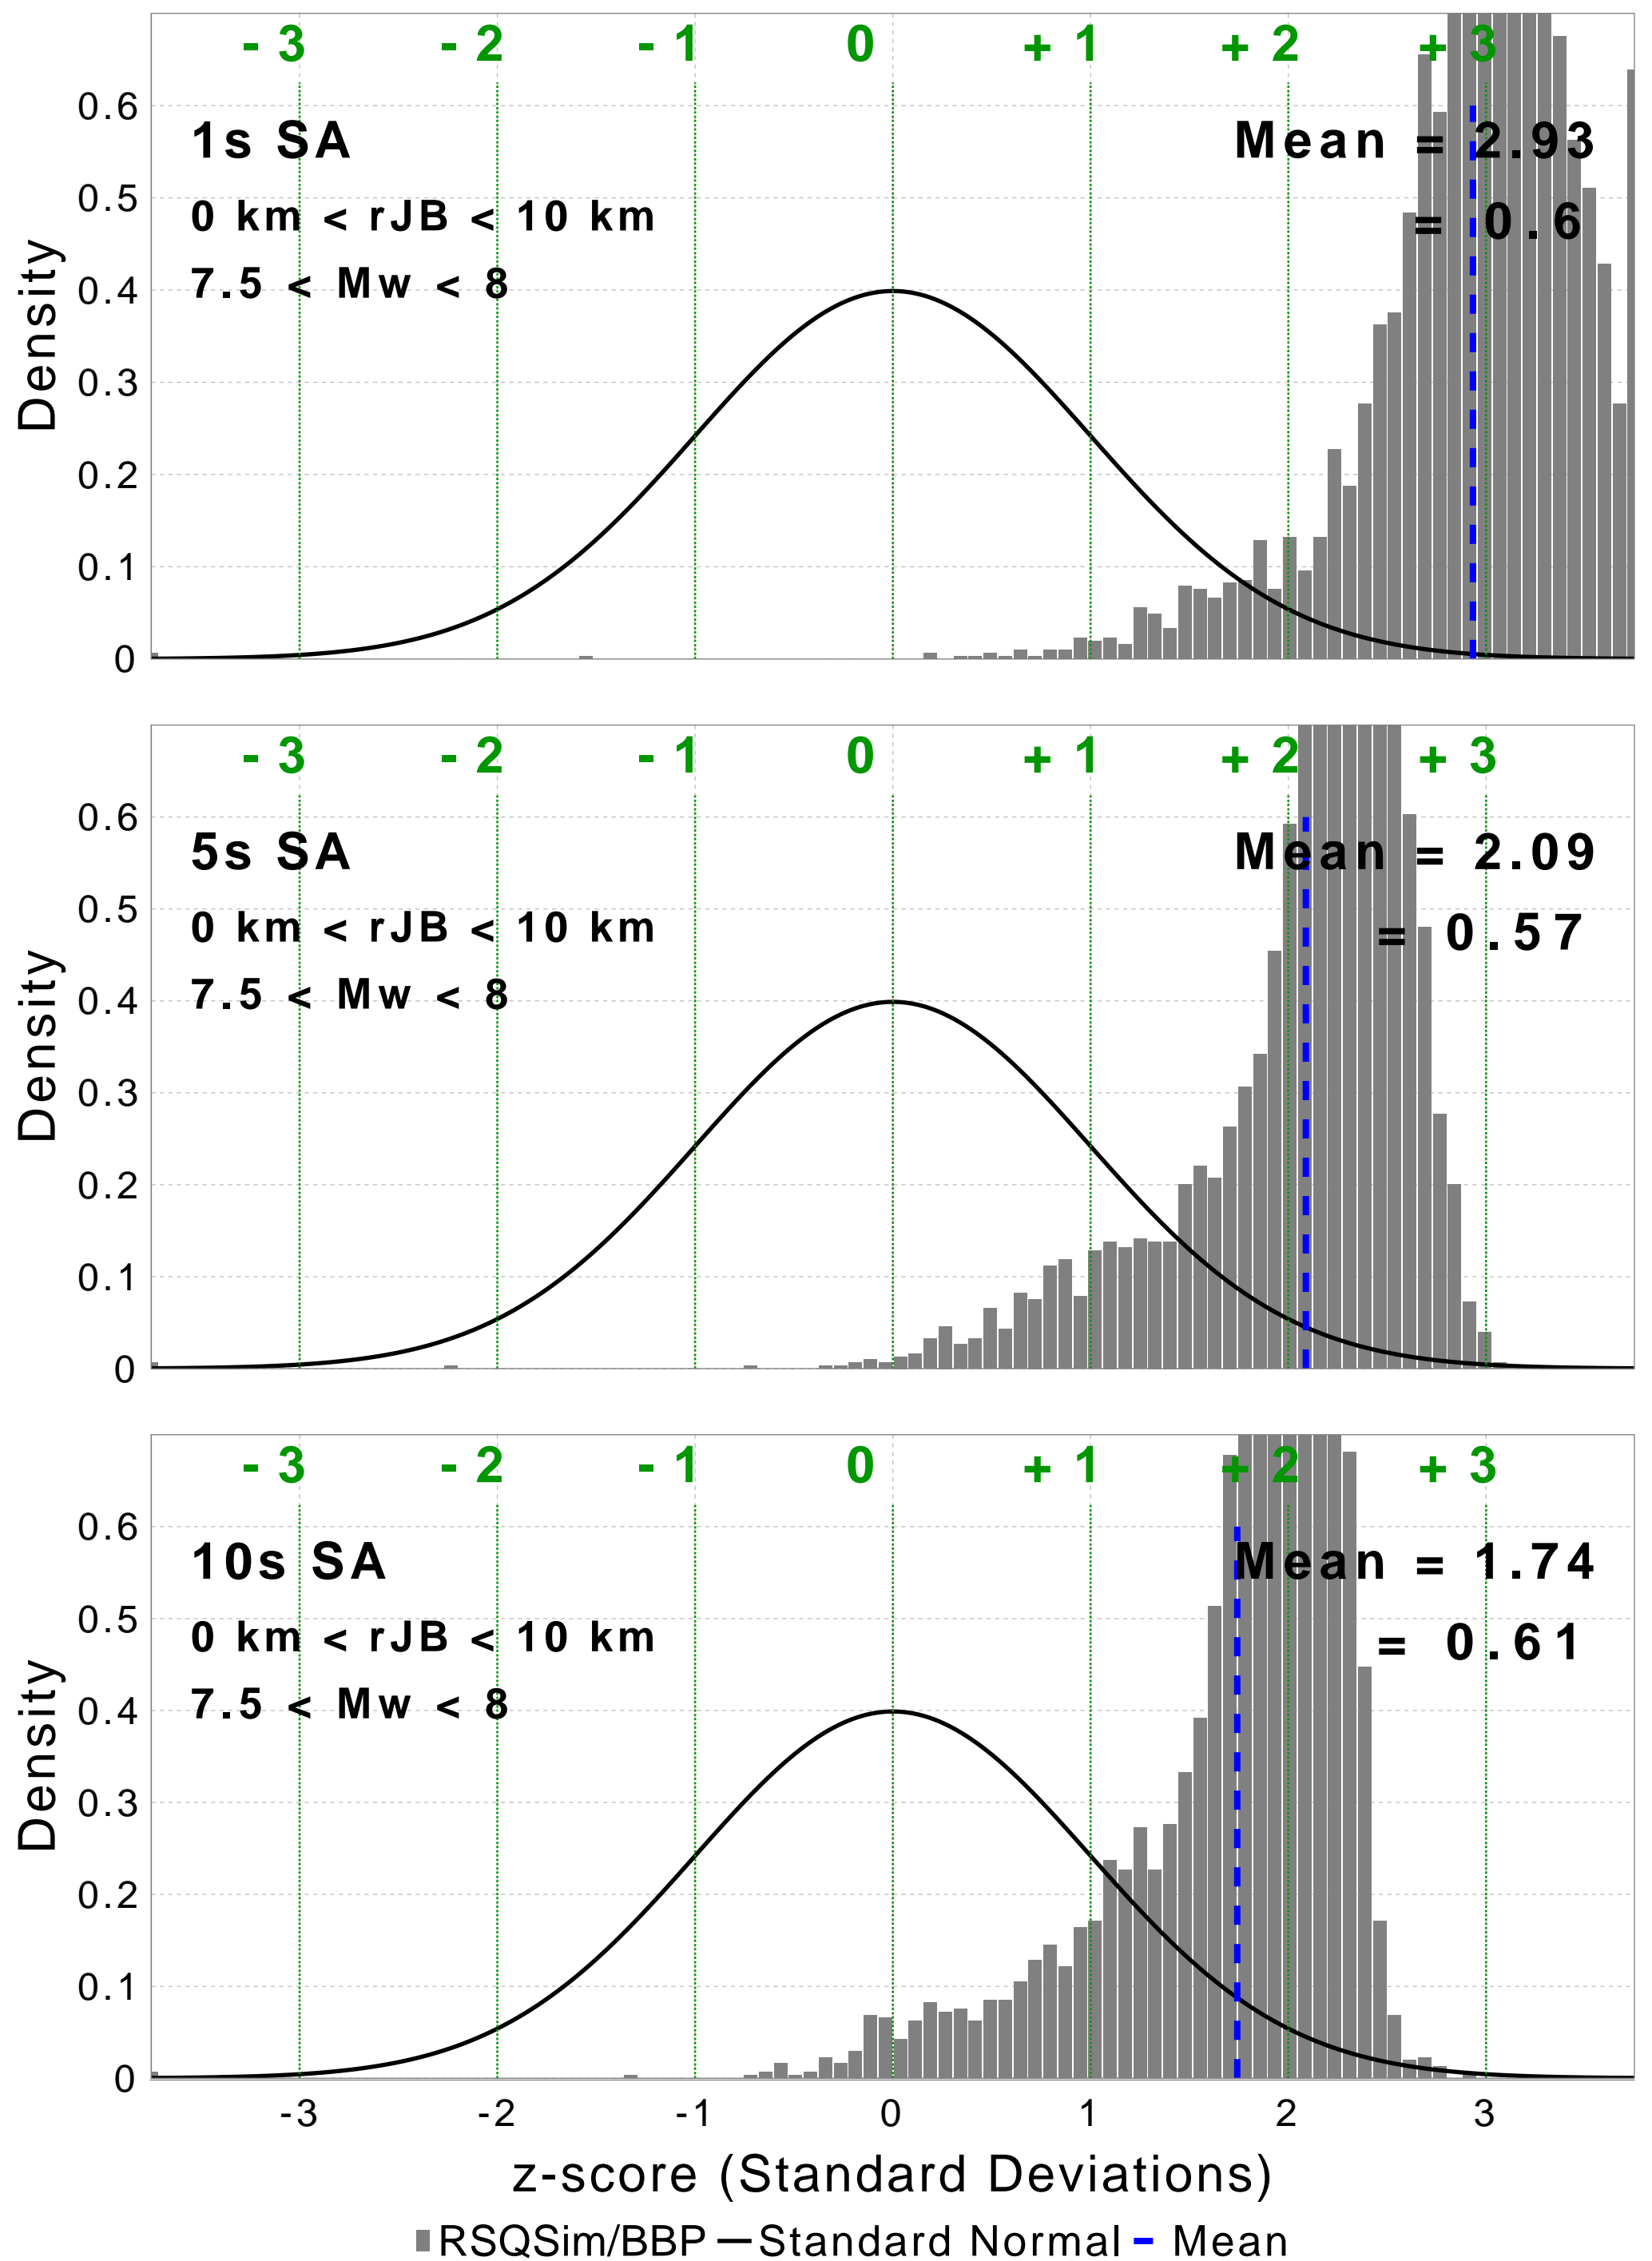 - 3 - 2 - 1 0 + 1 + 2 + 3
0.6
0.5
0.4
0.3
0.2
0.1
0
Density
1s SA
0 km < rJB < 10 km
7.5 < Mw < 8
Mean = 2.93
= 0.6
- 3 - 2 - 1 0 + 1 + 2 + 3
0.6
0.5
0.4
0.3
0.2
0.1
0
Density
5s SA
0 km < rJB < 10 km
7.5 < Mw < 8
Mean = 2.09
= 0.57
- 3 - 2 - 1 0 + 1 + 2 + 3
0.6
0.5
0.4
0.3
0.2
0.1
0
Density
10s SA
0 km < rJB < 10 km
7.5 < Mw < 8
Mean = 1.74
= 0.61
-3 -2 -1 0 1 2 3
z-score (Standard Deviations)
RSQSim/BBP Standard Normal Mean